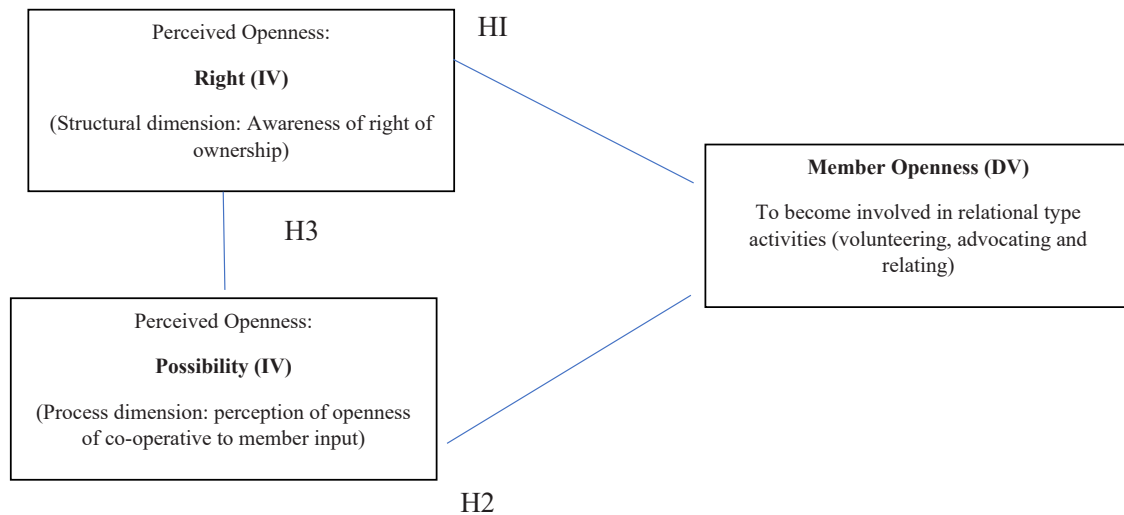 Perceived Openness:
Right (IV)
(Structural dimension: Awareness of right of
ownership)
HI
H3
Perceived Openness:
Possibility (IV)
(Process dimension: perception of openness
of co-operative to member input)
H2
Member Openness (DV)
To become involved in relational type
activities (volunteering, advocating and
relating)